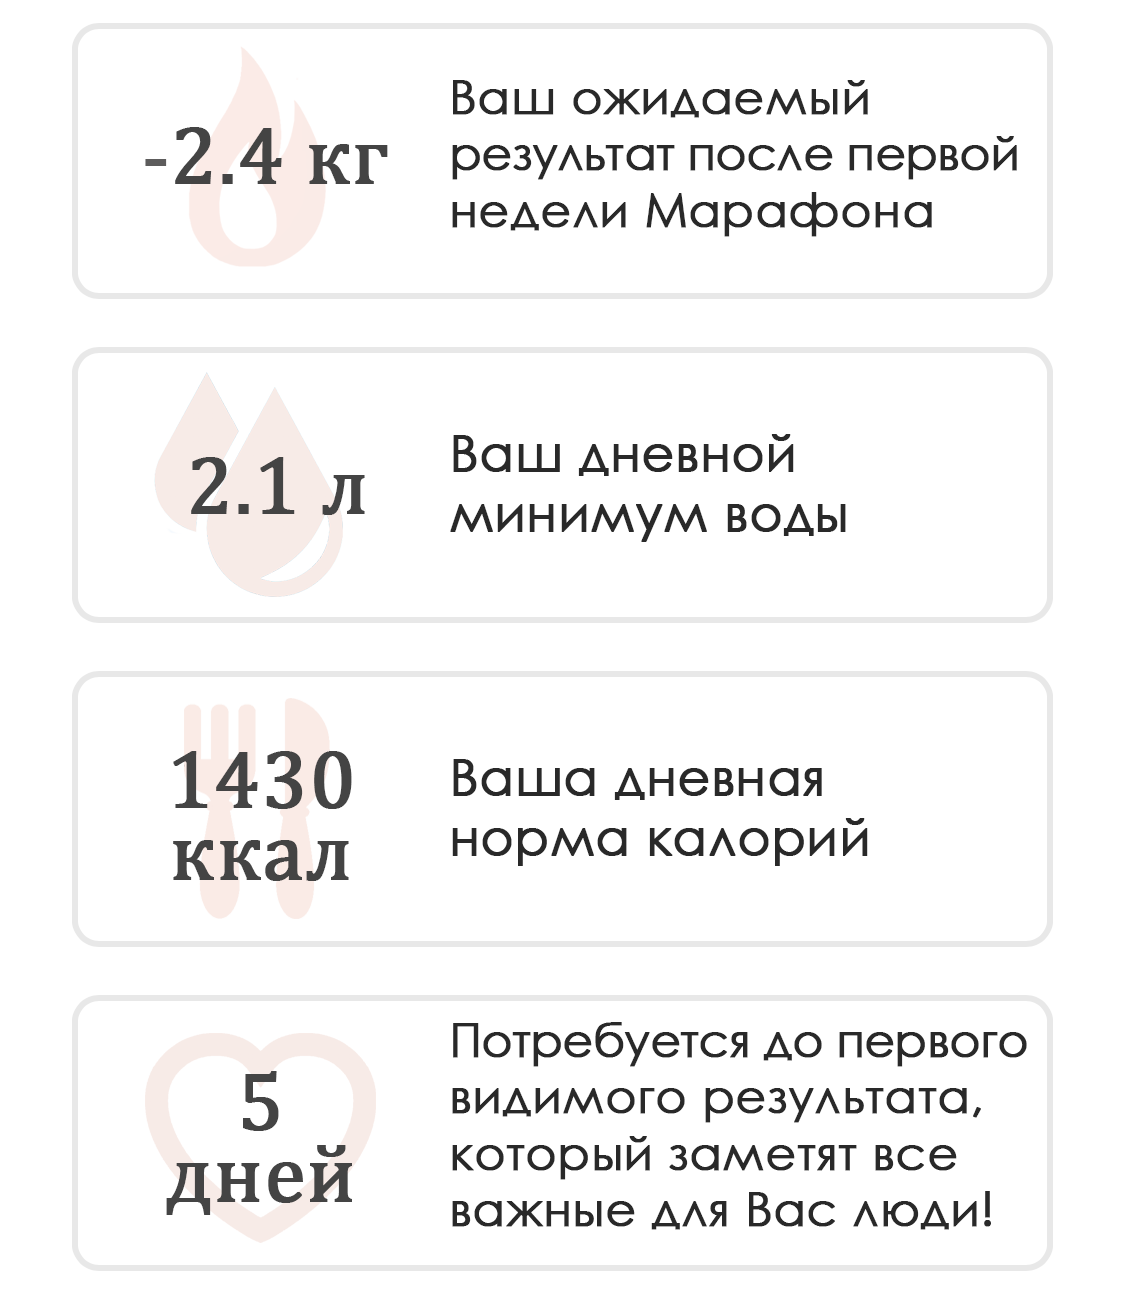 -2.4 кг
Ваш ожидаемый
результат после первой
недели Марафона
2.1 л
Ваш дневной
минимум воды
1430
ккал
Ваша дневная
норма калорий
5
дней
Потребуется до первого
видимого результата,
который заметят все
важные для Вас люди!